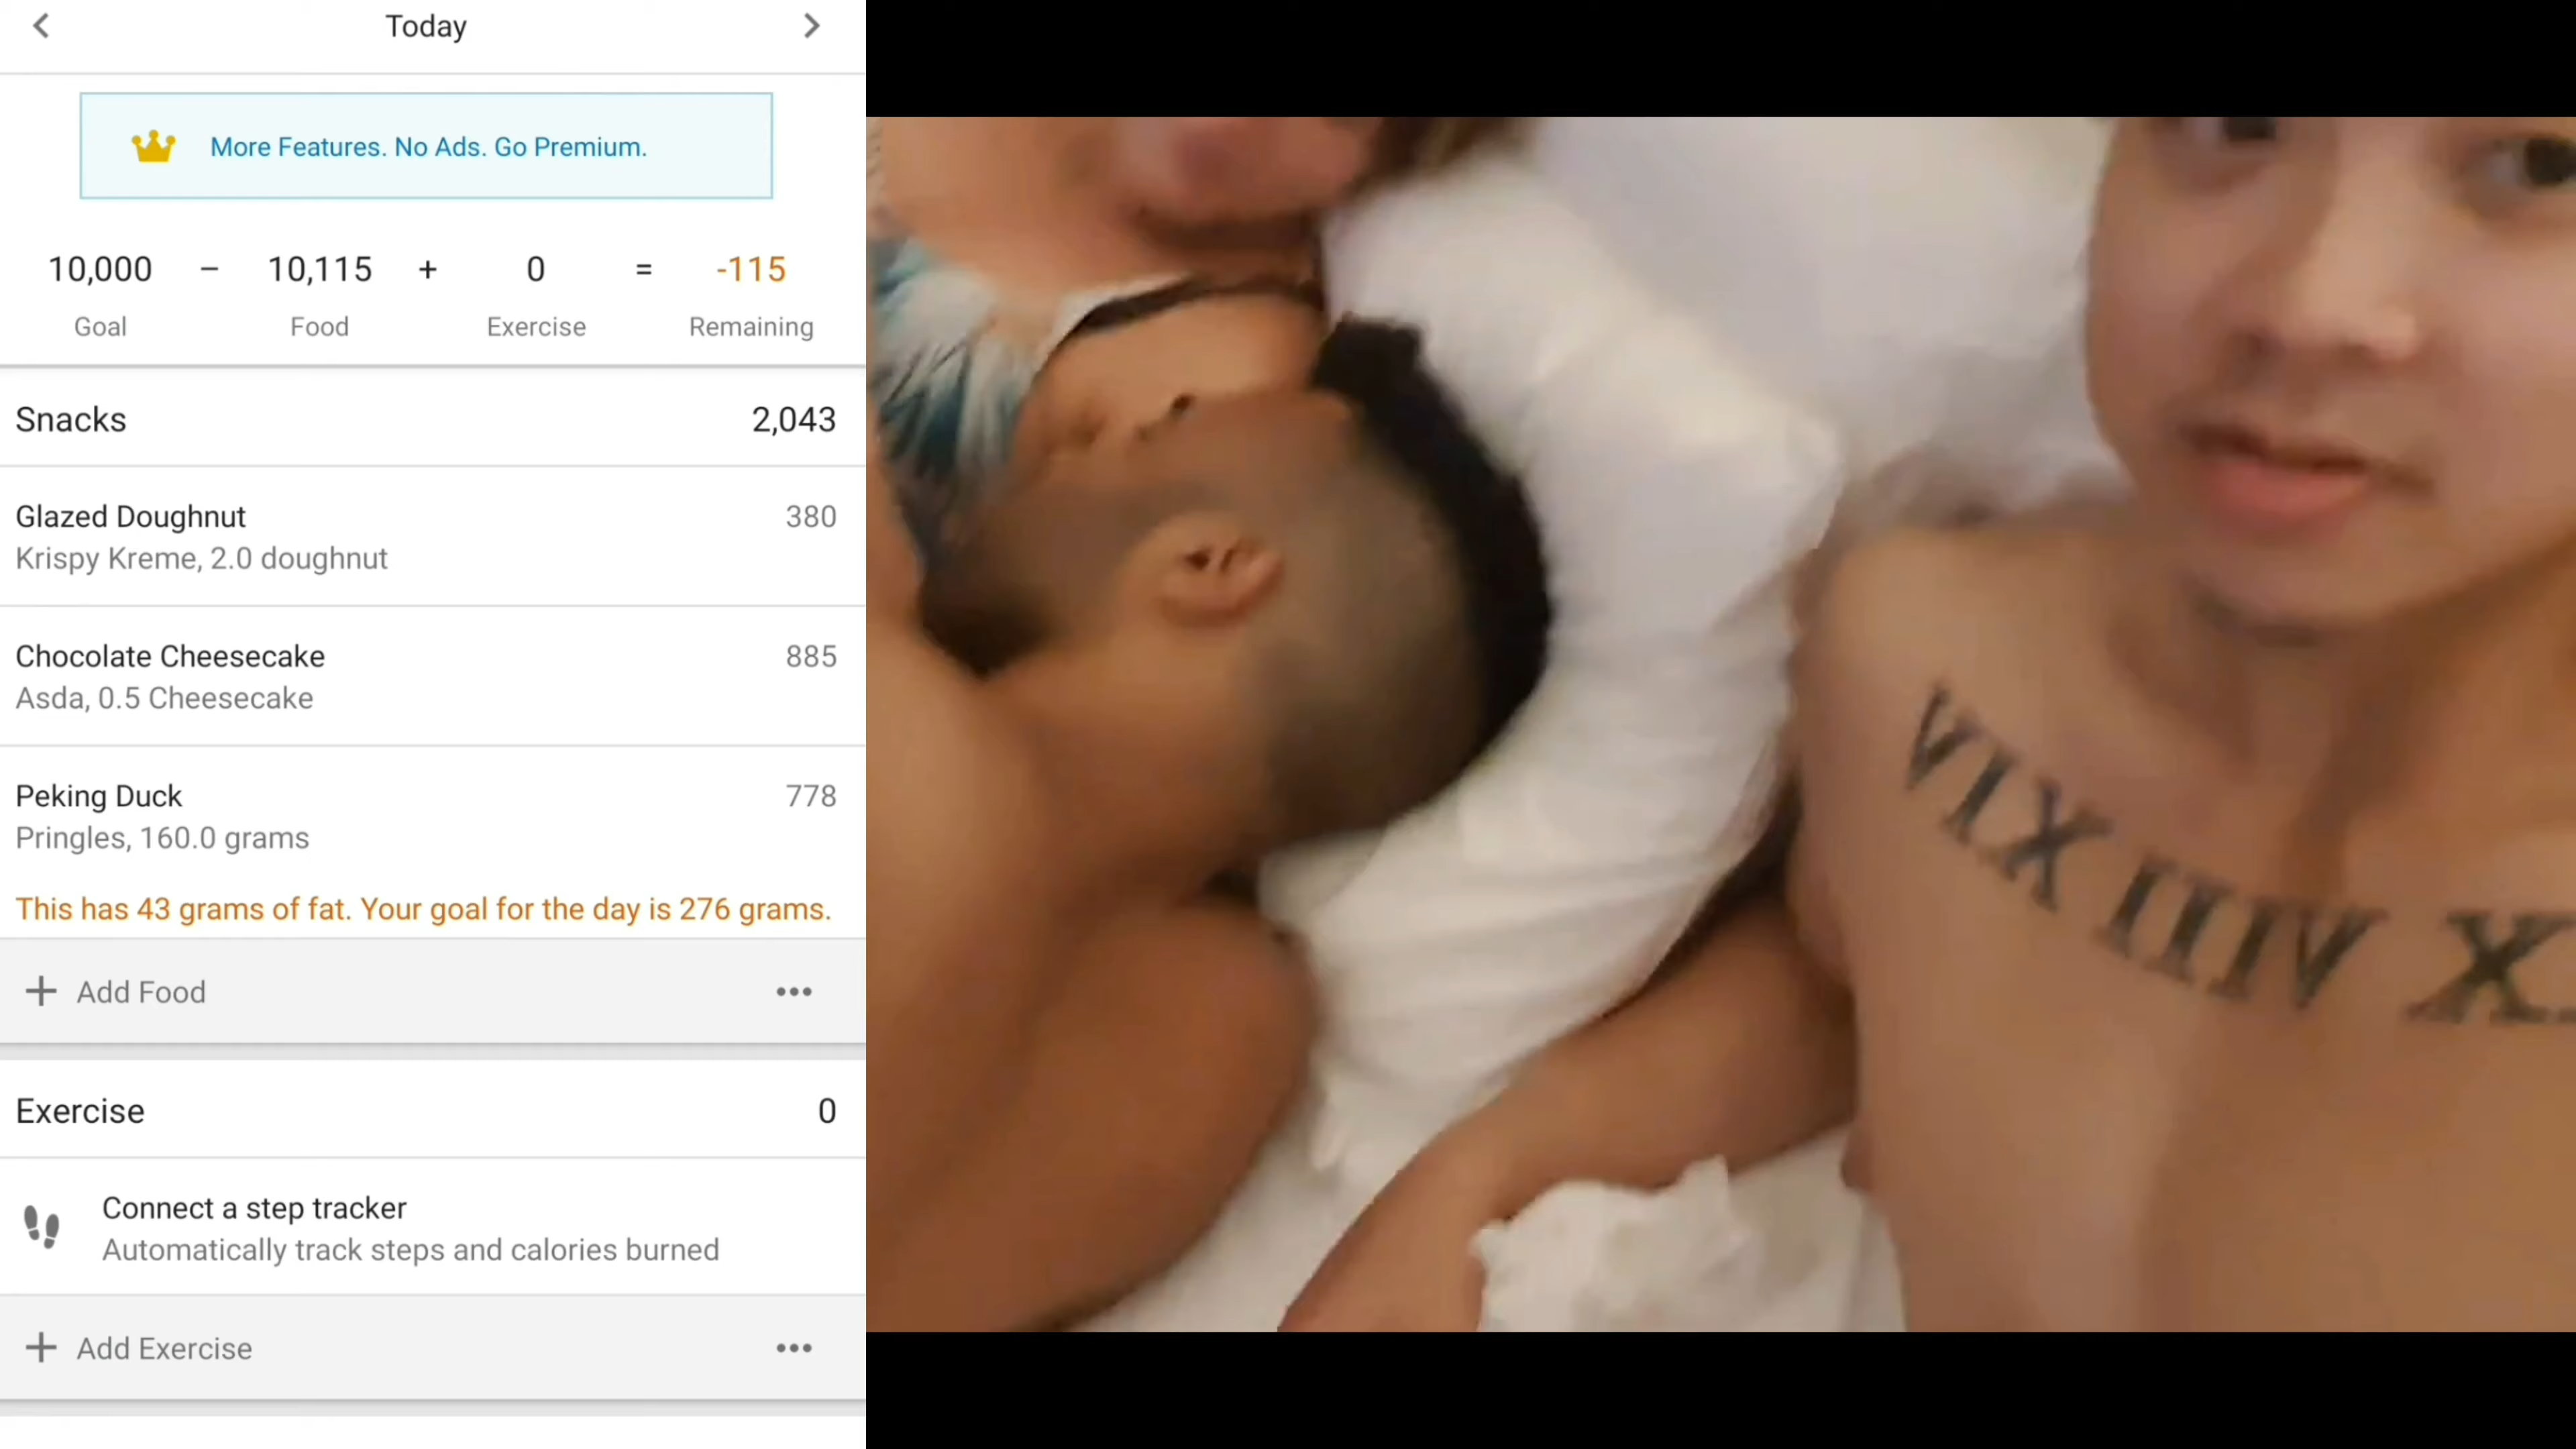 Today
More Features. No Ads. Go Premium.
10,000 – 10,115 + 0 = -115
Goal Food Exercise Remaining
Snacks 2,043
Glazed Doughnut 380
Krispy Kreme, 2.0 doughnut
Chocolate Cheesecake 885
Asda, 0.5 Cheesecake
Peking Duck 778
Pringles, 160.0 grams
This has 43 grams of fat. Your goal for the day is 276 grams.
+ Add Food
Exercise 0
Connect a step tracker
Automatically track steps and calories burned
+ Add Exercise
VIX IIIV X